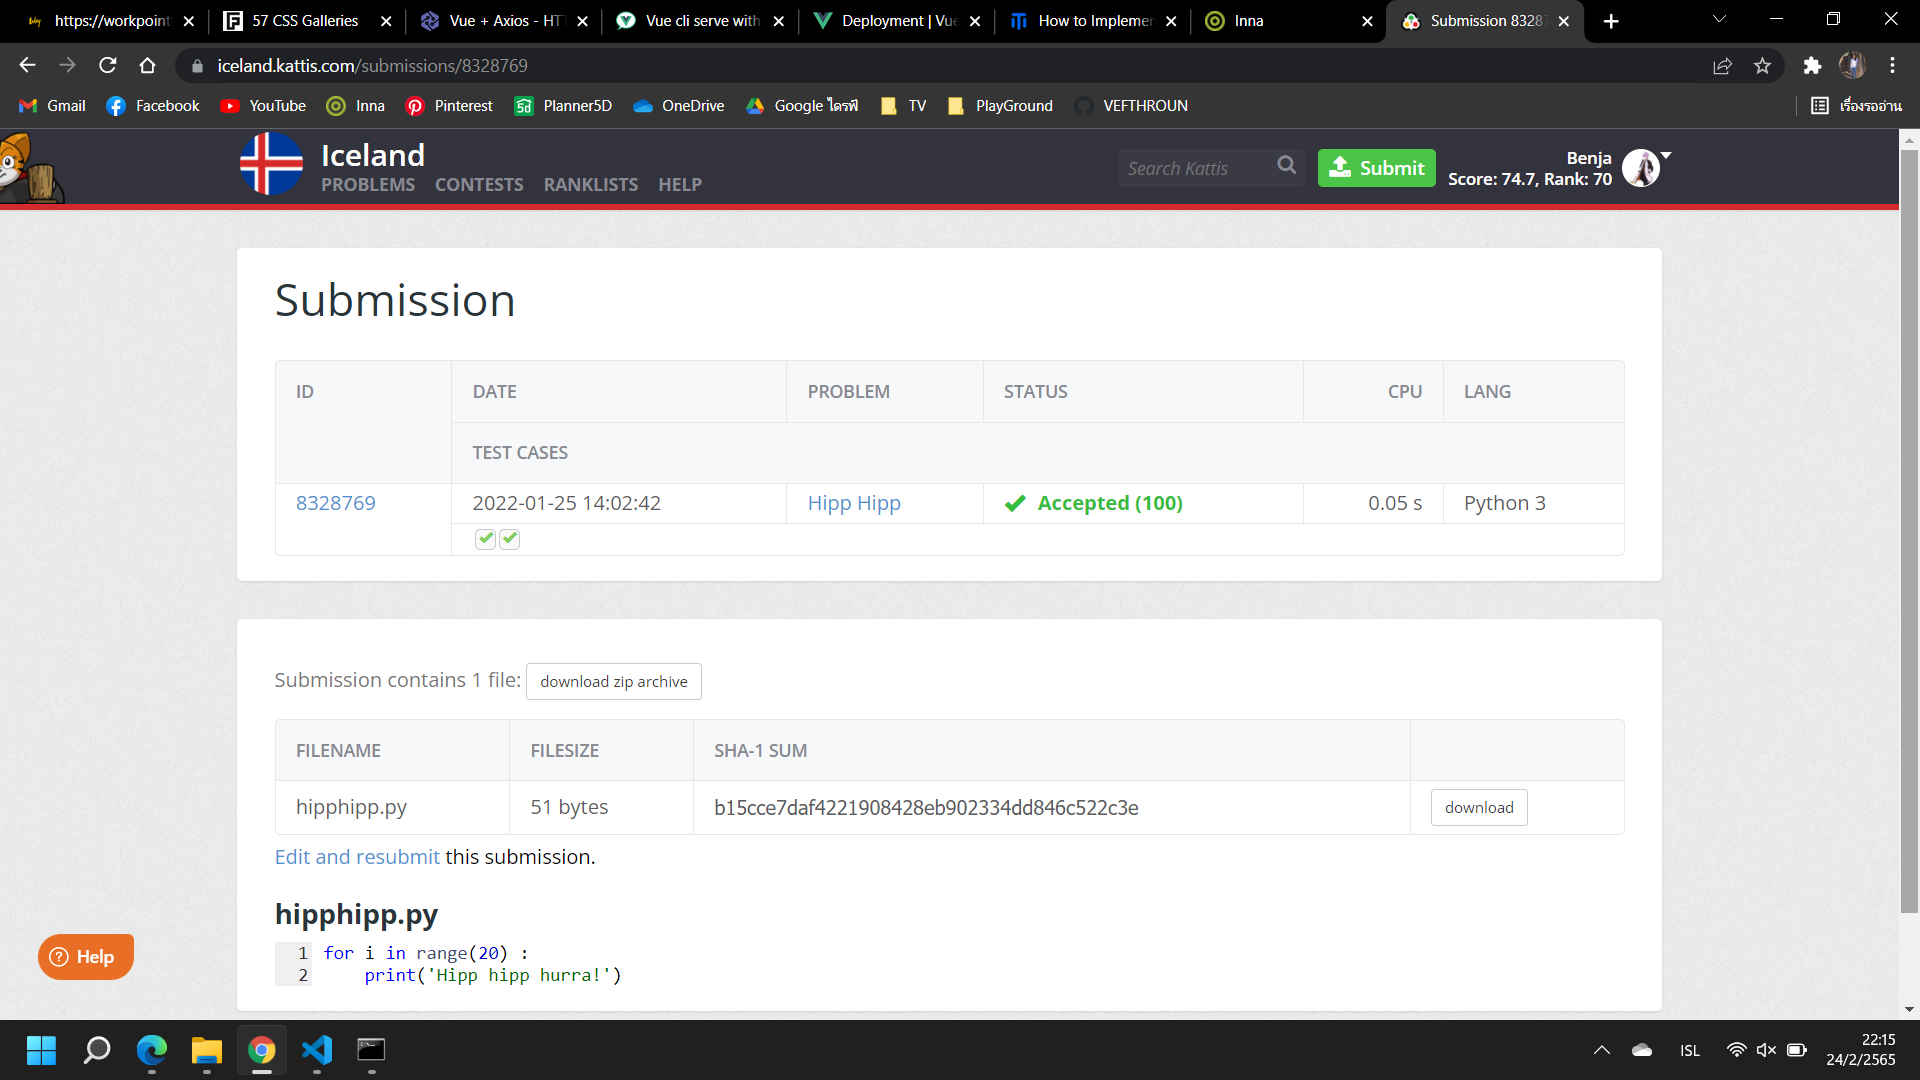 https://workpoint
57 CSS Galleries
Vue + Axios - HT
Vue cli serve with
Deployment | Vue
How to Implemen
Inna
Submission 83287
iceland.kattis.com/submissions/8328769
Gmail
Facebook
YouTube
Inna
Pinterest
Planner5D
OneDrive
Google ไดรฟ์
TV
PlayGround
VEFTHROUN
เรื่องรออ่าน
Iceland
PROBLEMS CONTESTS RANKLISTS HELP
Search Kattis
Submit
Benja
Score: 74.7, Rank: 70
Submission
ID DATE PROBLEM STATUS CPU LANG
TEST CASES
8328769 2022-01-25 14:02:42 Hipp Hipp Accepted (100) 0.05 s Python 3
Submission contains 1 file: download zip archive
FILENAME FILESIZE SHA-1 SUM
hipphipp.py 51 bytes b15cce7daf4221908428eb902334dd846c522c3e download
Edit and resubmit this submission.
hipphipp.py
1 for i in range(20) :
2 print('Hipp hipp hurra!')
Help
ISL
22:15
24/2/2565